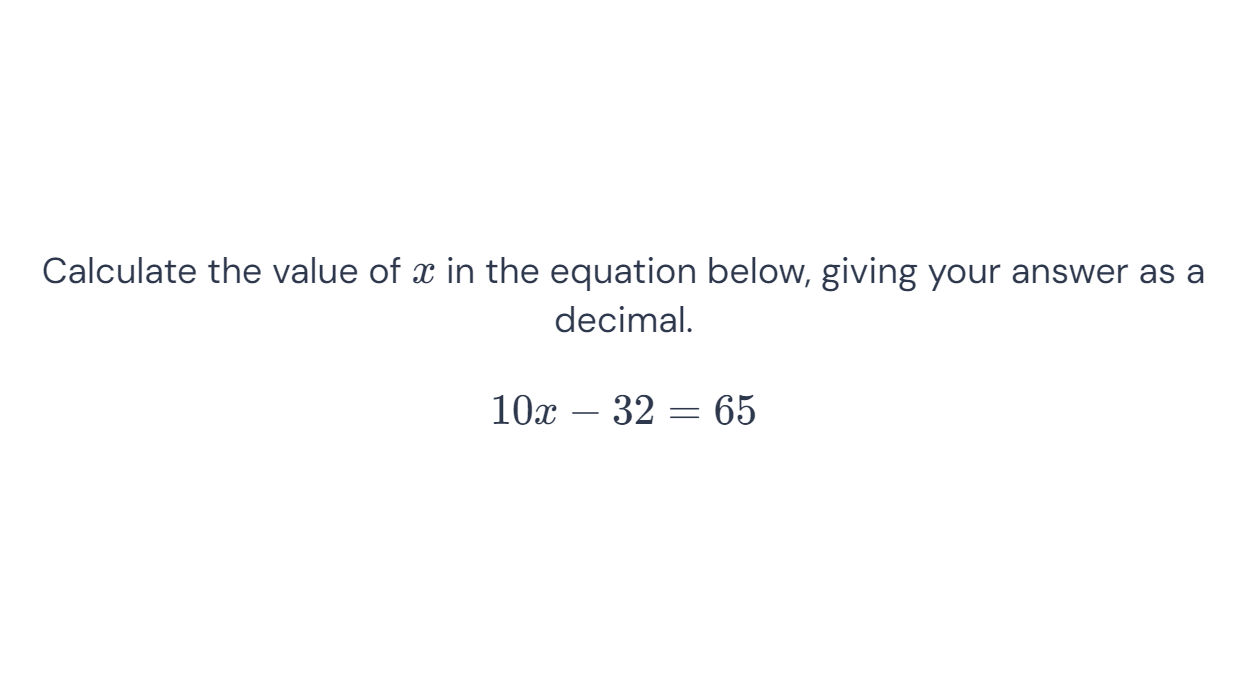 Calculate the value of x in the equation below, giving your answer as a
decimal.
10x − 32 = 65